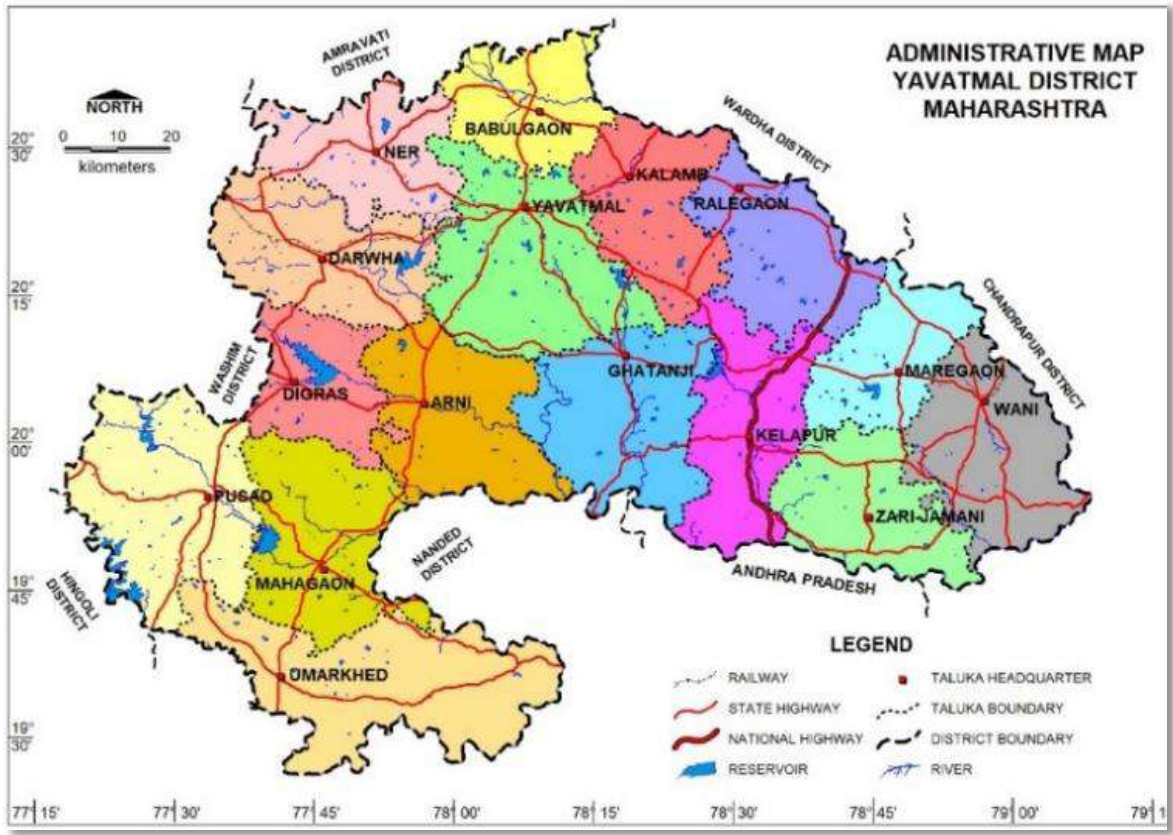 ADMINISTRATIVE MAP
YAVATMAL DISTRICT
MAHARASHTRA
NORTH
0 10 20
kilometers
AMRAVATI
DISTRICT
WARDHA DISTRICT
CHANDRAPUR DISTRICT
WASHIM
DISTRICT
HINGOLI
DISTRICT
NANDED
DISTRICT
ANDHRA PRADESH
BABULGAON
NER
KALAMB
RALEGAON
YAVATMAL
DARWHA
GHATANJI
MAREGAON
DIGRAS
ARNI
WANI
KELAPUR
PUSAD
ZARI-JAMANI
MAHAGAON
UMARKHED
LEGEND
RAILWAY
TALUKA HEADQUARTER
STATE HIGHWAY
TALUKA BOUNDARY
NATIONAL HIGHWAY
DISTRICT BOUNDARY
RESERVOIR
RIVER
20°
30'
20°
15'
20°
00'
19°
45'
19°
30'
77°15' 77°30' 77°45' 78°00' 78°15' 78°30' 78°45' 79°00' 79°1